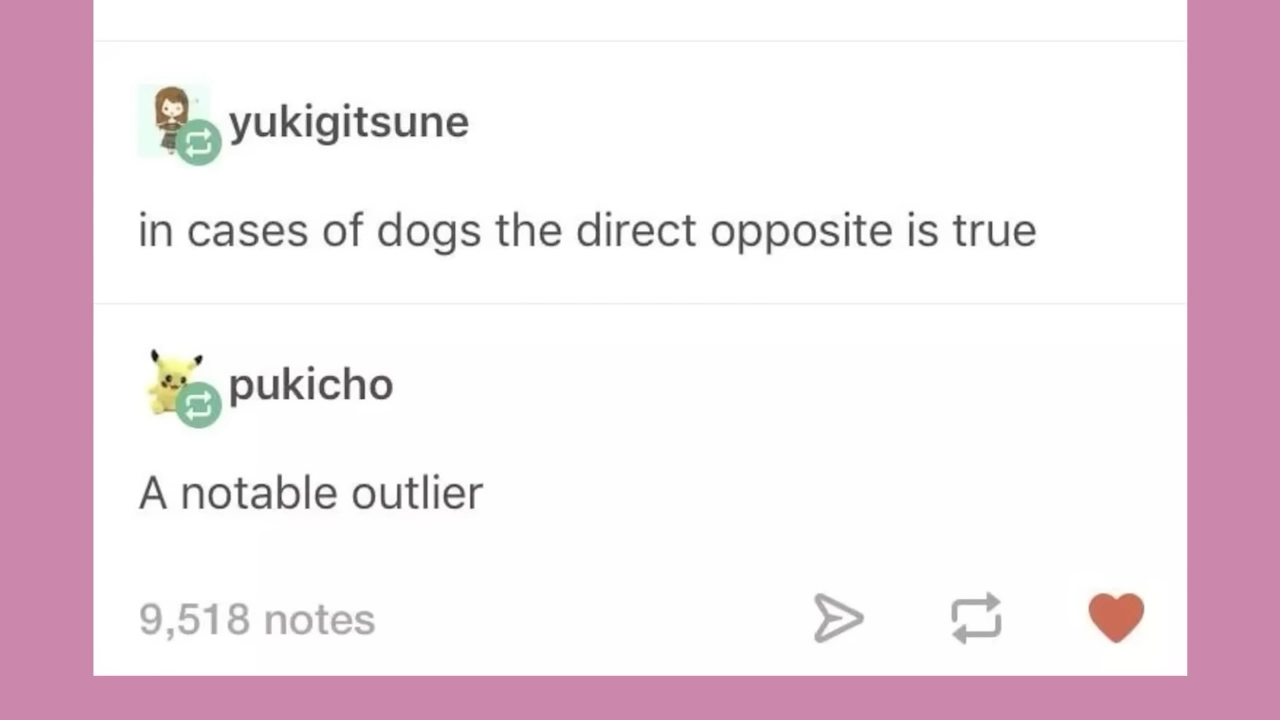 yukigitsune
in cases of dogs the direct opposite is true
pukicho
A notable outlier
9,518 notes